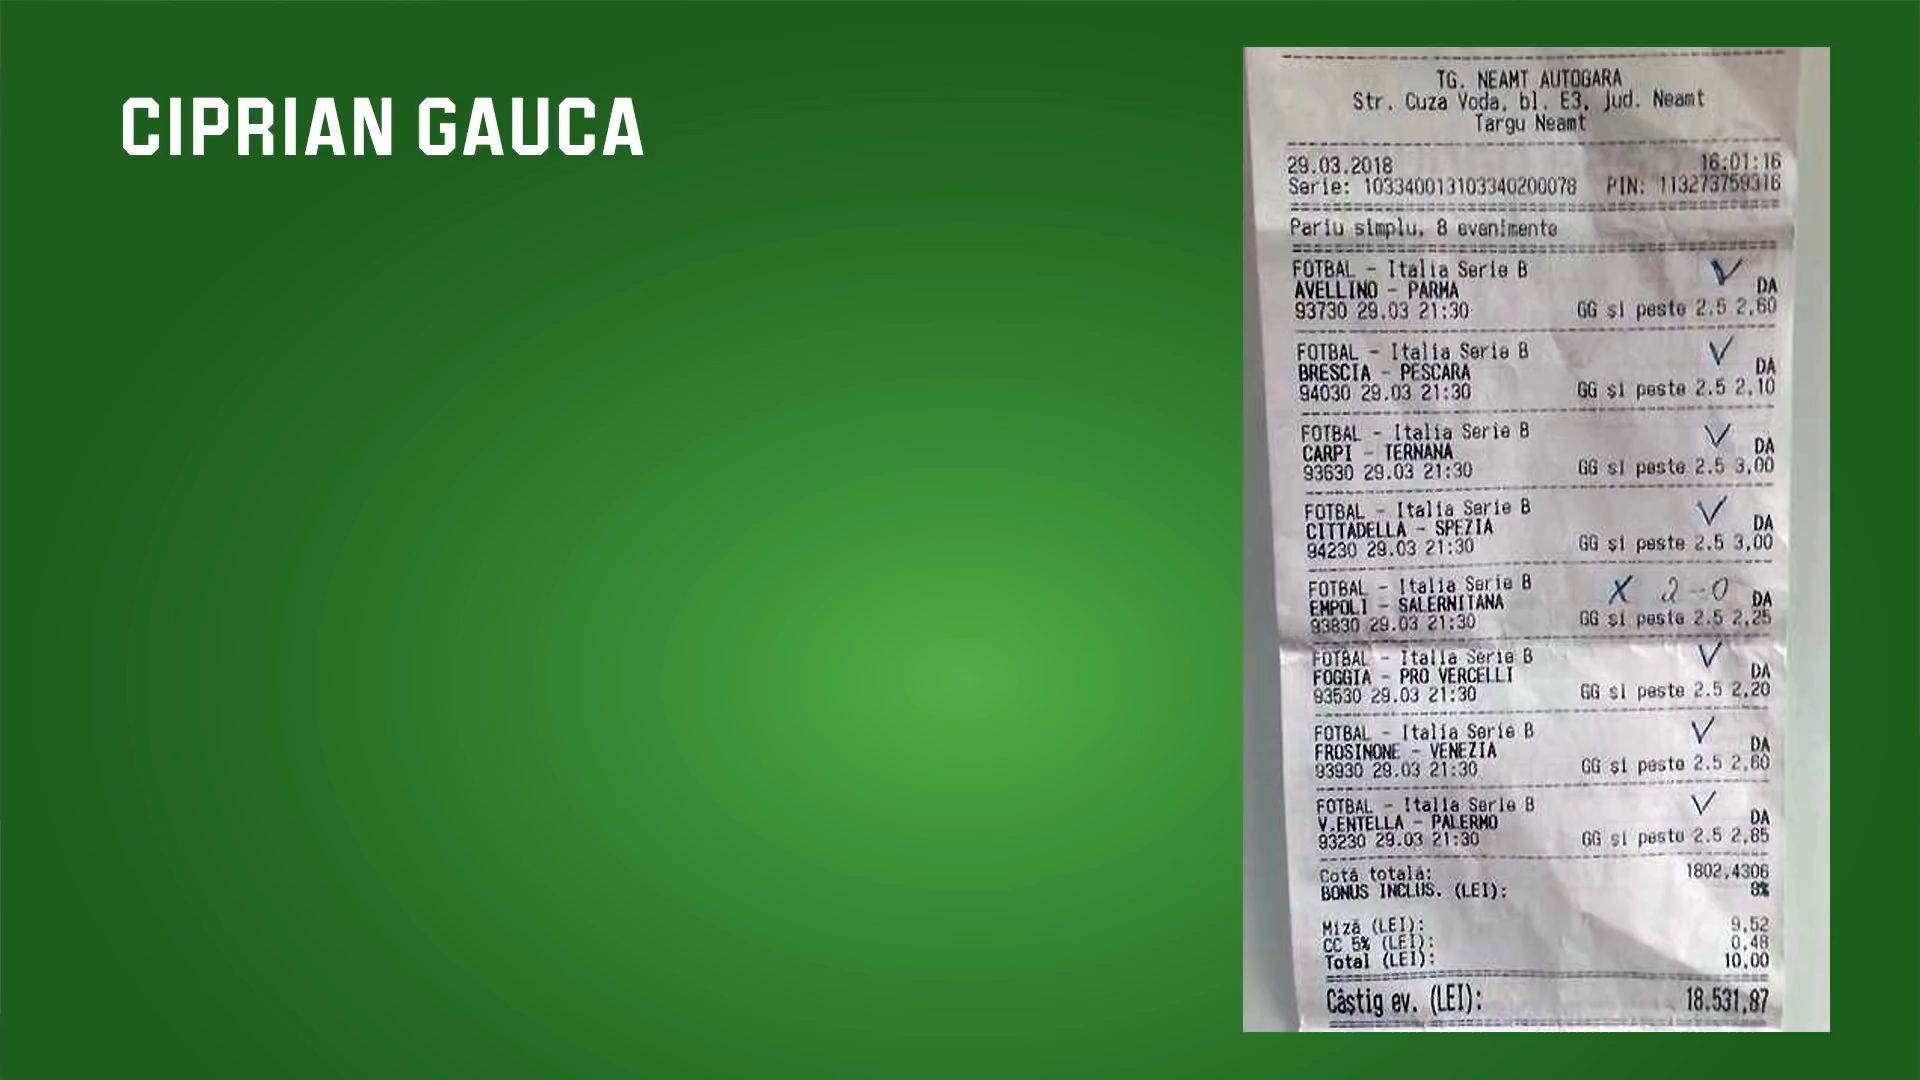 CIPRIAN GAUCA
TG. NEAMT AUTOGARA
Str. Cuza Voda, bl. E3, jud. Neamt
Targu Neamt
29.03.2018 16:01:16
Serie: 103340013103340200078 PIN: 113273759316
Pariu simplu, 8 evenimente
FOTBAL - Italia Serie B
AVELLINO - PARMA DA
93730 29.03 21:30 GG și peste 2.5 2,60
FOTBAL - Italia Serie B
BRESCIA - PESCARA DA
94030 29.03 21:30 GG și peste 2.5 2,10
FOTBAL - Italia Serie B
CARPI - TERNANA DA
93630 29.03 21:30 GG și peste 2.5 3,00
FOTBAL - Italia Serie B
CITTADELLA - SPEZIA DA
94230 29.03 21:30 GG și peste 2.5 3,00
FOTBAL - Italia Serie B X 2-0
EMPOLI - SALERNITANA DA
93830 29.03 21:30 GG și peste 2.5 2,25
FOTBAL - Italia Serie B
FOGGIA - PRO VERCELLI DA
93530 29.03 21:30 GG și peste 2.5 2,20
FOTBAL - Italia Serie B
FROSINONE - VENEZIA DA
93930 29.03 21:30 GG și peste 2.5 2,60
FOTBAL - Italia Serie B
V.ENTELLA - PALERMO DA
93230 29.03 21:30 GG și peste 2.5 2,85
Cotă totală: 1802,4306
BONUS INCLUS. (LEI): 8%
Miză (LEI): 9,52
CC 5% (LEI): 0,48
Total (LEI): 10,00
Câştig ev. (LEI): 18.531,87